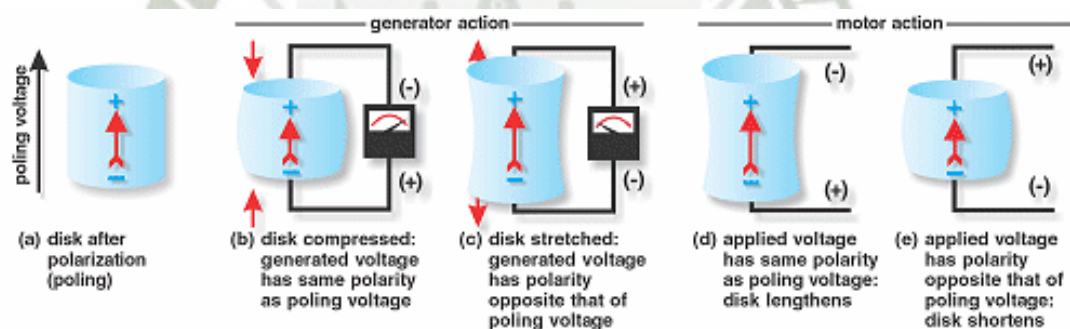 generator action
motor action
poling voltage
+
−
+
−
(-)
(+)
+
−
(+)
(-)
+
−
(-)
(+)
+
−
(+)
(-)
(a) disk after
polarization
(poling)
(b) disk compressed:
generated voltage
has same polarity
as poling voltage
(c) disk stretched:
generated voltage
has polarity
opposite that of
poling voltage
(d) applied voltage
has same polarity
as poling voltage:
disk lengthens
(e) applied voltage
has polarity
opposite that of
poling voltage:
disk shortens